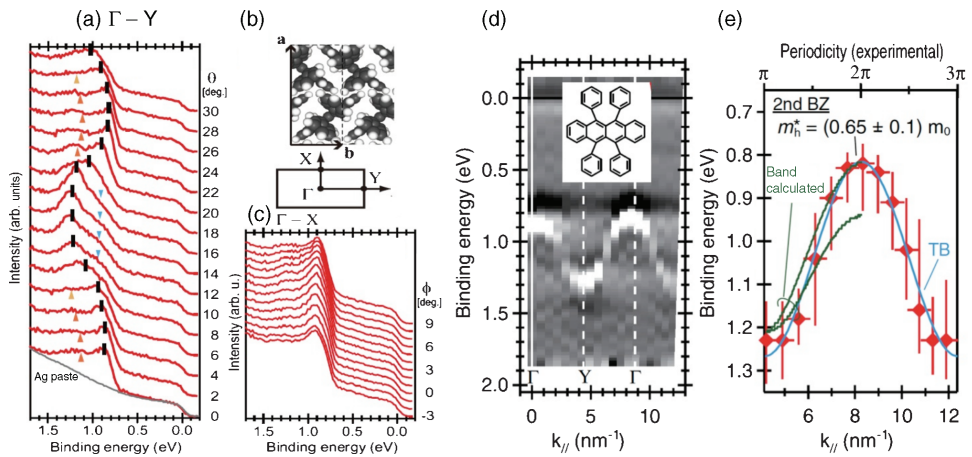 (a) Γ – Y
θ
[deg.]
30
28
26
24
22
20
18
16
14
12
10
8
6
4
2
0
Ag paste
Intensity (arb. units)
1.5 1.0 0.5 0.0
Binding energy (eV)
(b)
a
b
X
Γ
Y
(c) Γ – X
ϕ
[deg.]
9
6
3
0
-3
Intensity (arb. u.)
1.5 1.0 0.5 0.0
Binding energy (eV)
(d)
0.0
0.5
1.0
1.5
2.0
Binding energy (eV)
Γ Y Γ
0 5 10
k// (nm⁻¹)
(e)
Periodicity (experimental)
π 2π 3π
2nd BZ
m*h = (0.65 ± 0.1) m0
Band
calculated
TB
0.7
0.8
0.9
1.0
1.1
1.2
1.3
Binding energy (eV)
6 8 10 12
k// (nm⁻¹)